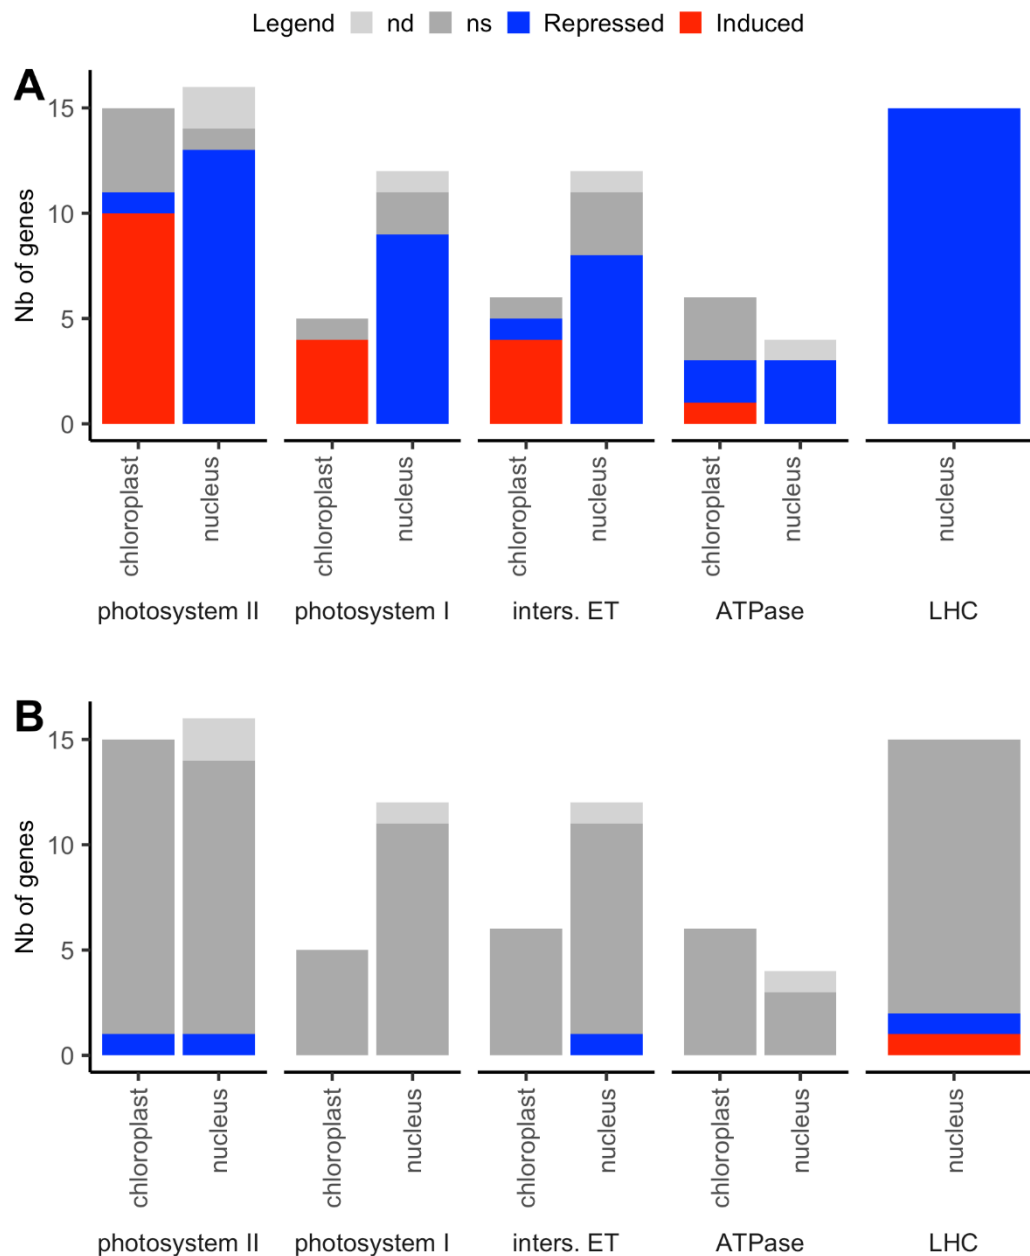 Legend nd ns Repressed Induced
A
Nb of genes
15
10
5
0
chloroplast nucleus chloroplast nucleus chloroplast nucleus chloroplast nucleus nucleus
photosystem II photosystem I inters. ET ATPase LHC
B
Nb of genes
15
10
5
0
chloroplast nucleus chloroplast nucleus chloroplast nucleus chloroplast nucleus nucleus
photosystem II photosystem I inters. ET ATPase LHC